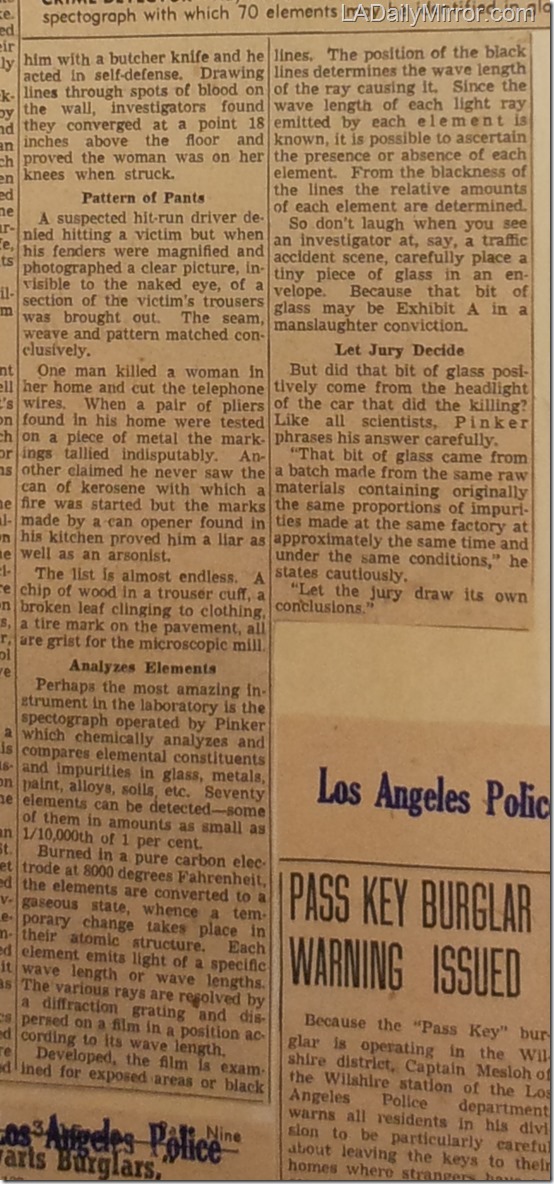 LADailyMirror.com
spectograph with which 70 elements
him with a butcher knife and he
acted in self-defense. Drawing
lines through spots of blood on
the wall, investigators found
they converged at a point 18
inches above the floor and
proved the woman was on her
knees when struck.
Pattern of Pants
A suspected hit-run driver de-
nied hitting a victim but when
his fenders were magnified and
photographed a clear picture, in-
visible to the naked eye, of a
section of the victim's trousers
was brought out. The seam,
weave and pattern matched con-
clusively.
One man killed a woman in
her home and cut the telephone
wires. When a pair of pliers
found in his home were tested
on a piece of metal the mark-
ings tallied indisputably. An-
other claimed he never saw the
can of kerosene with which a
fire was started but the marks
made by a can opener found in
his kitchen proved him a liar as
well as an arsonist.
The list is almost endless. A
chip of wood in a trouser cuff, a
broken leaf clinging to clothing,
a tire mark on the pavement, all
are grist for the microscopic mill.
Analyzes Elements
Perhaps the most amazing in-
strument in the laboratory is the
spectograph operated by Pinker
which chemically analyzes and
compares elemental constituents
and impurities in glass, metals,
paint, alloys, soils, etc. Seventy
elements can be detected—some
of them in amounts as small as
1/10,000th of 1 per cent.
Burned in a pure carbon elec-
trode at 8000 degrees Fahrenheit,
the elements are converted to a
gaseous state, whence a tem-
porary change takes place in
their atomic structure. Each
element emits light of a specific
wave length or wave lengths.
The various rays are resolved by
a diffraction grating and dis-
persed on a film in a position ac-
cording to its wave length.
Developed, the film is exam-
ined for exposed areas or black
lines. The position of the black
lines determines the wave length
of the ray causing it. Since the
wave length of each light ray
emitted by each element is
known, it is possible to ascertain
the presence or absence of each
element. From the blackness of
the lines the relative amounts
of each element are determined.
So don't laugh when you see
an investigator at, say, a traffic
accident scene, carefully place a
tiny piece of glass in an en-
velope. Because that bit of
glass may be Exhibit A in a
manslaughter conviction.
Let Jury Decide
But did that bit of glass posi-
tively come from the headlight
of the car that did the killing?
Like all scientists, Pinker
phrases his answer carefully.
"That bit of glass came from
a batch made from the same raw
materials containing originally
the same proportions of impuri-
ties made at the same factory at
approximately the same time and
under the same conditions," he
states cautiously.
"Let the jury draw its own
conclusions."
Los Angeles Polic
PASS KEY BURGLAR
WARNING ISSUED
Because the "Pass Key" bur-
glar is operating in the Wil-
shire district, Captain Mesloh of
the Wilshire station of the Los
Angeles Police department
warns all residents in his divi
sion to be particularly careful
about leaving the keys to their
homes where strangers
Los Angeles Police
Nine
Burglars,"